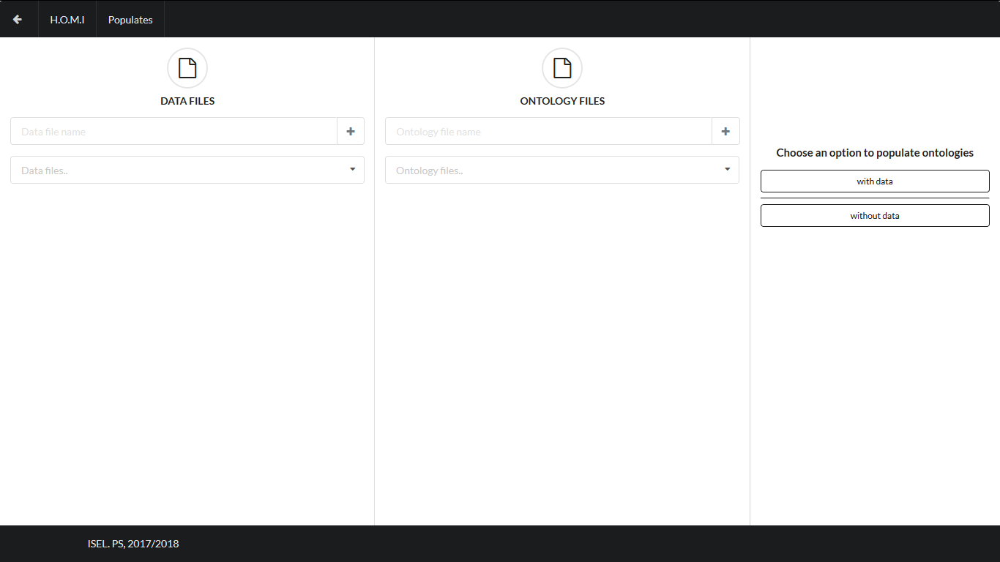 H.O.M.I
Populates
DATA FILES
Data file name
Data files..
ONTOLOGY FILES
Ontology file name
Ontology files..
Choose an option to populate ontologies
with data
without data
ISEL. PS, 2017/2018